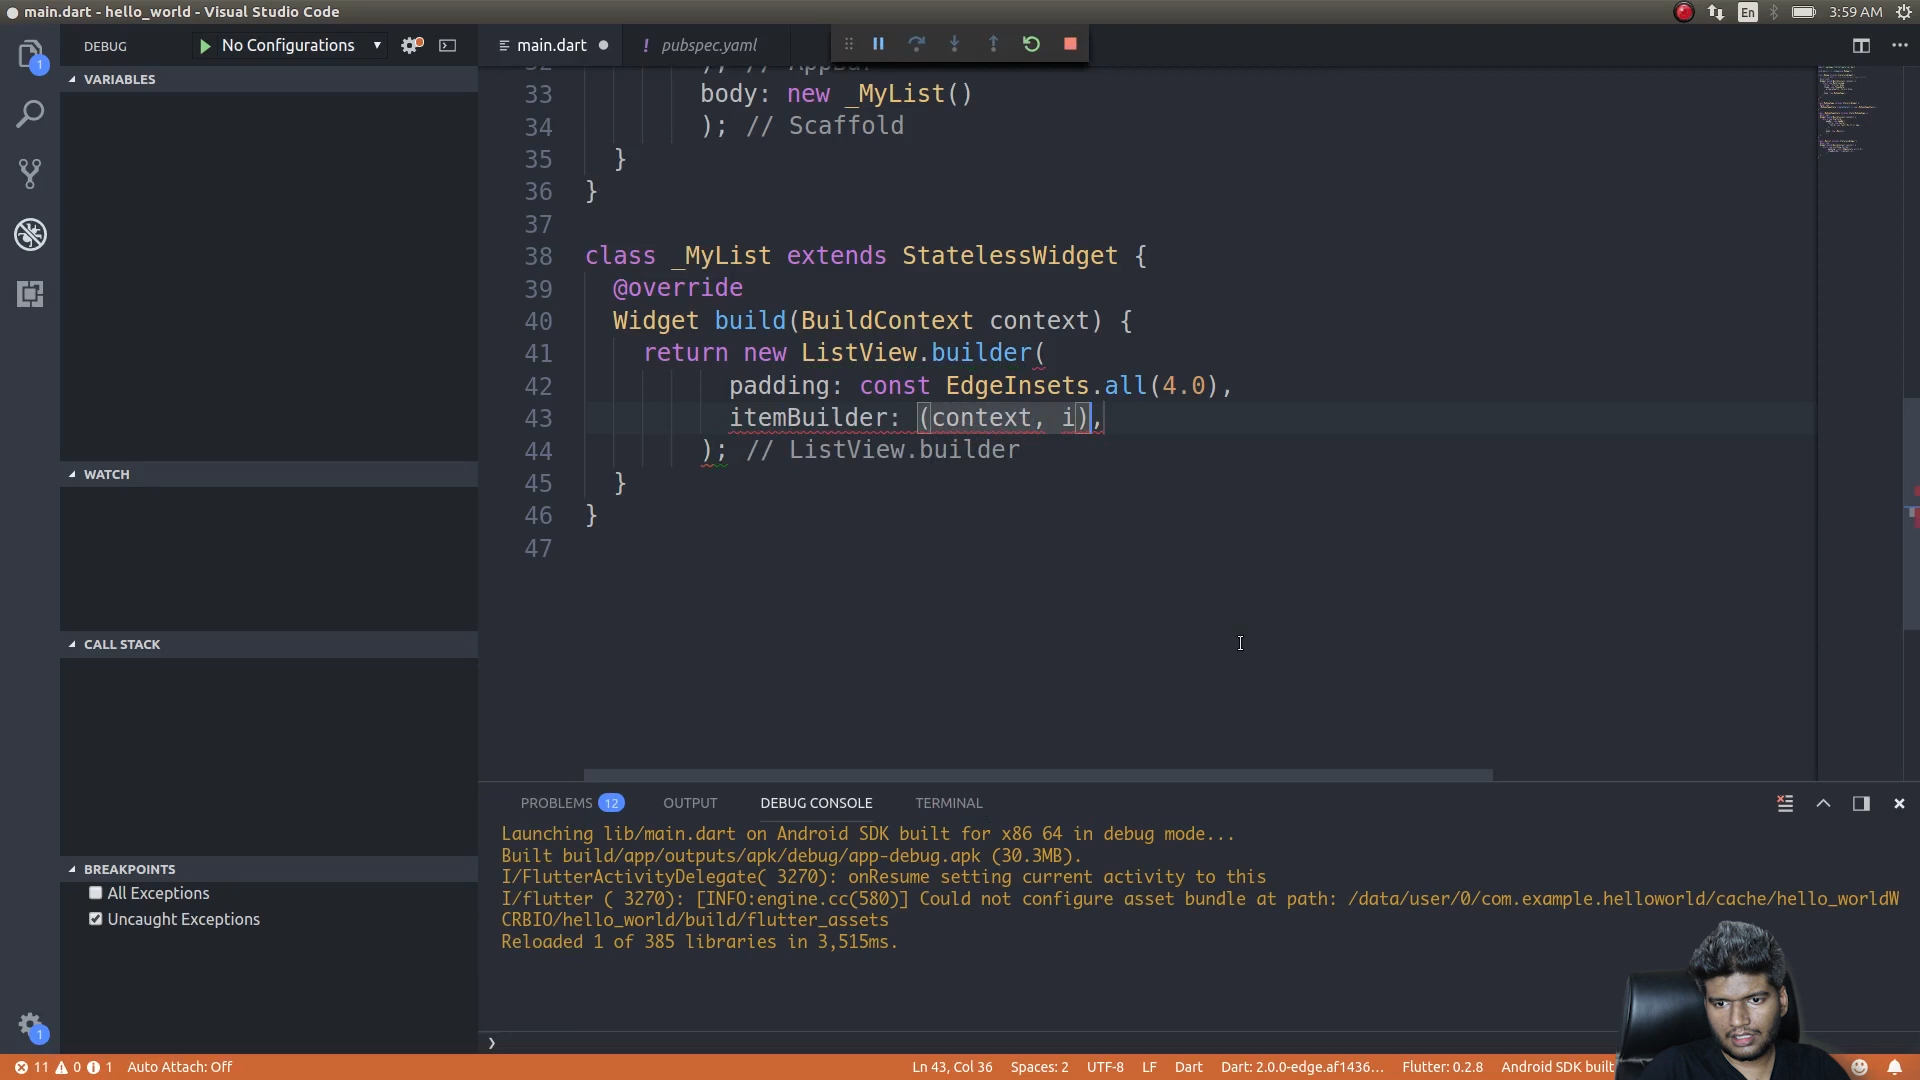 main.dart - hello_world - Visual Studio Code
En
3:59 AM
1
DEBUG
No Configurations
main.dart
! pubspec.yaml
VARIABLES
33 body: new _MyList()
34 ); // Scaffold
35 }
36 }
37
38 class _MyList extends StatelessWidget {
39 @override
40 Widget build(BuildContext context) {
41 return new ListView.builder(
42 padding: const EdgeInsets.all(4.0),
43 itemBuilder: (context, i),
44 ); // ListView.builder
45 }
46 }
47
WATCH
CALL STACK
BREAKPOINTS
All Exceptions
Uncaught Exceptions
PROBLEMS 12 OUTPUT DEBUG CONSOLE TERMINAL
Launching lib/main.dart on Android SDK built for x86 64 in debug mode...
Built build/app/outputs/apk/debug/app-debug.apk (30.3MB).
I/FlutterActivityDelegate( 3270): onResume setting current activity to this
I/flutter ( 3270): [INFO:engine.cc(580)] Could not configure asset bundle at path: /data/user/0/com.example.helloworld/cache/hello_worldW
CRBIO/hello_world/build/flutter_assets
Reloaded 1 of 385 libraries in 3,515ms.
1
11 0 1 Auto Attach: Off Ln 43, Col 36 Spaces: 2 UTF-8 LF Dart Dart: 2.0.0-edge.af1436... Flutter: 0.2.8 Android SDK built